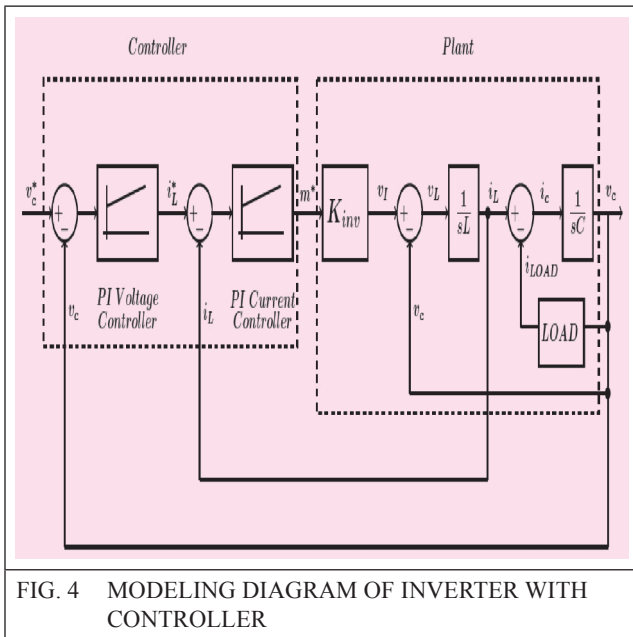 Controller
Plant
v*c
+
−
i*L
+
−
m*
Kinv
vI
+
−
vL
1
sL
iL
+
−
ic
1
sC
vc
iLOAD
LOAD
PI Voltage
Controller
PI Current
Controller
vc
iL
vc
FIG. 4 MODELING DIAGRAM OF INVERTER WITH
CONTROLLER